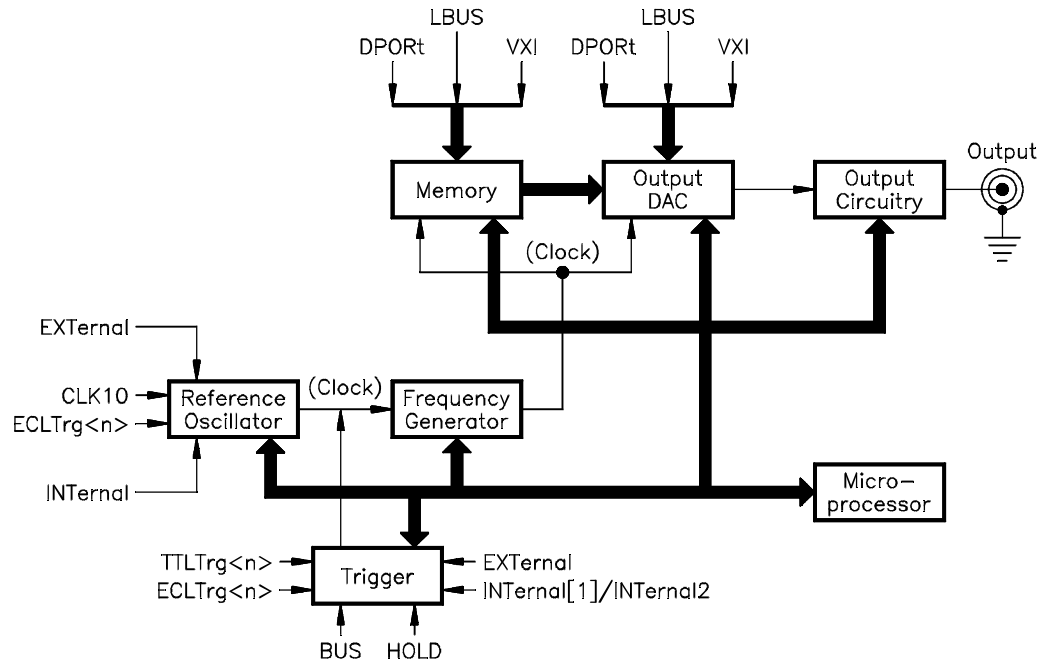 LBUS
LBUS
DPORt
VXI
DPORt
VXI
Memory
Output
DAC
Output
Circuitry
Output
(Clock)
EXTernal
CLK10
ECLTrg<n>
INTernal
Reference
Oscillator
(Clock)
Frequency
Generator
Micro-
processor
TTLTrg<n>
ECLTrg<n>
Trigger
EXTernal
INTernal[1]/INTernal2
BUS
HOLD